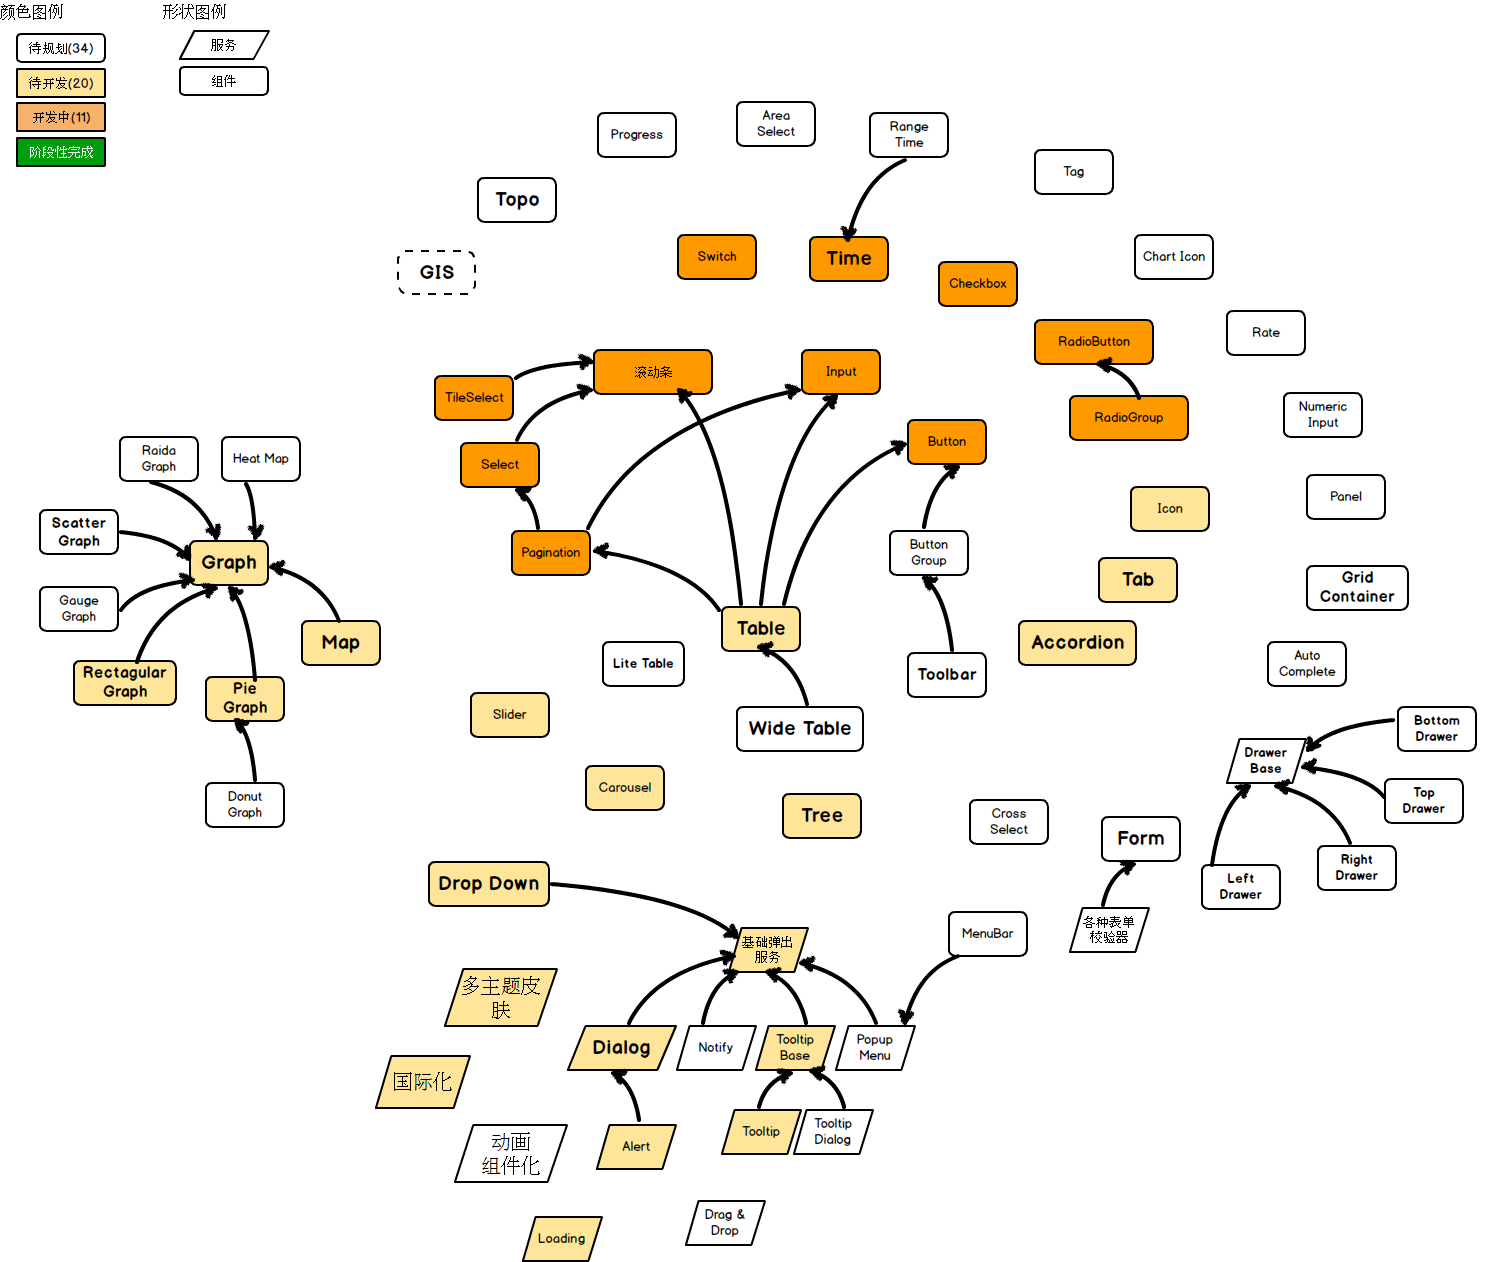 颜色图例
形状图例
待规划(34)
服务
待开发(20)
组件
开发中(11)
阶段性完成
Progress
Area
Select
Range
Time
Tag
Topo
GIS
Switch
Time
Checkbox
Chart Icon
RadioButton
Rate
TileSelect
滚动条
Input
RadioGroup
Numeric
Input
Raida
Graph
Heat Map
Select
Button
Scatter
Graph
Graph
Pagination
Button
Group
Icon
Panel
Gauge
Graph
Map
Rectagular
Graph
Pie
Graph
Donut
Graph
Table
Lite Table
Toolbar
Wide Table
Tab
Accordion
Grid
Container
Auto
Complete
Slider
Carousel
Tree
Cross
Select
Form
各种表单
校验器
Drawer
Base
Bottom
Drawer
Top
Drawer
Right
Drawer
Left
Drawer
Drop Down
基础弹出
服务
MenuBar
多主题皮
肤
Dialog
Notify
Tooltip
Base
Popup
Menu
国际化
动画
组件化
Alert
Tooltip
Tooltip
Dialog
Loading
Drag &
Drop